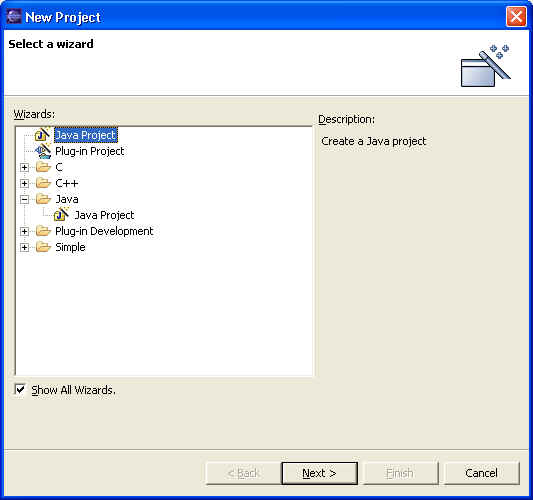 New Project
Select a wizard
Wizards:
Description:
Java Project
Create a Java project
Plug-in Project
C
C++
Java
Java Project
Plug-in Development
Simple
Show All Wizards.
< Back
Next >
Finish
Cancel